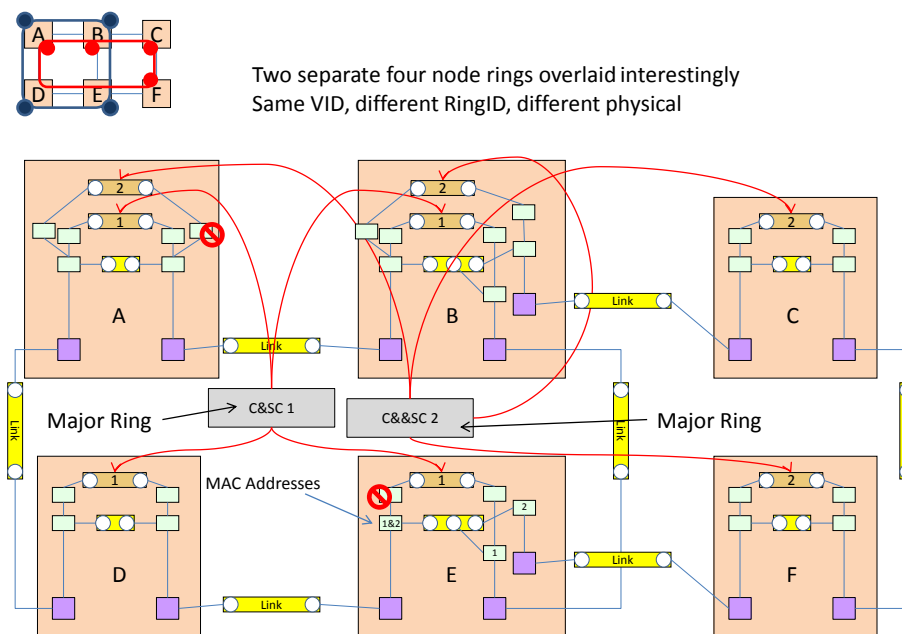 A B C
D E F
Two separate four node rings overlaid interestingly
Same VID, different RingID, different physical
2
1
A
2
1
B
2
C
Link
Link
Link
Link
Link
Major Ring
C&SC 1
C&&SC 2
Major Ring
MAC Addresses
1
D
1
1&2
2
1
E
2
F
Link
Link